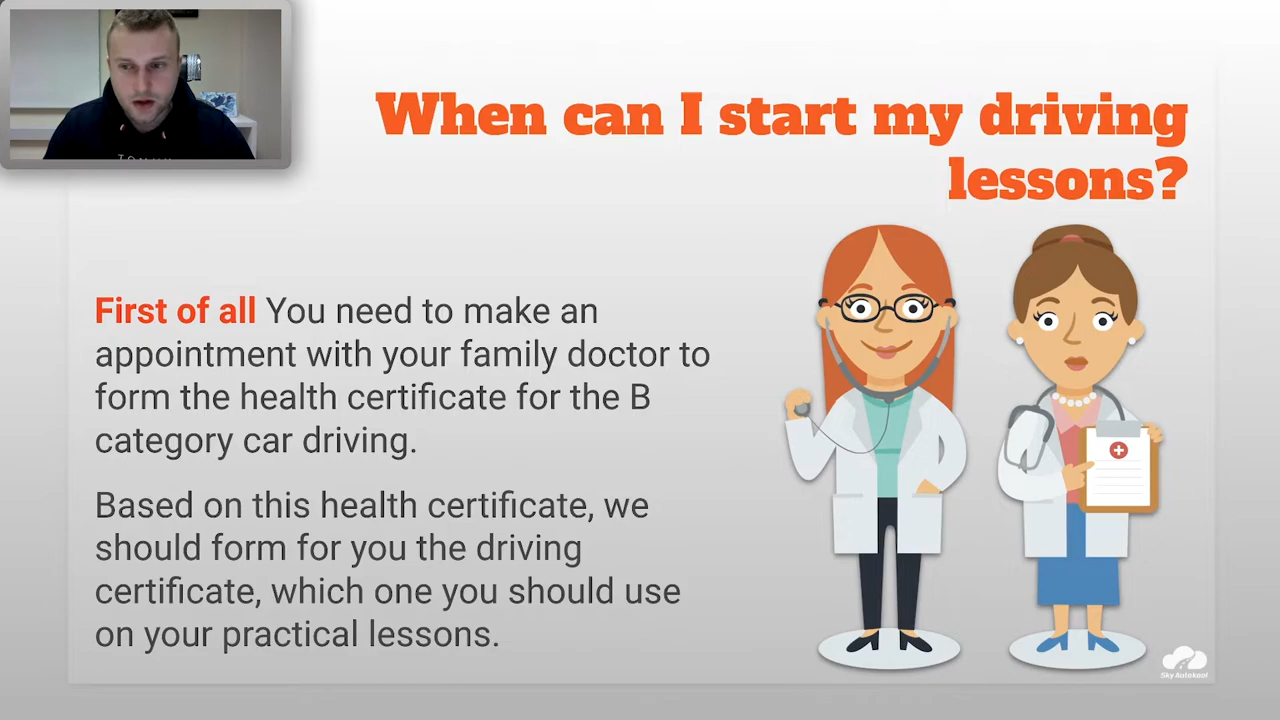 When can I start my driving
lessons?
First of all You need to make an
appointment with your family doctor to
form the health certificate for the B
category car driving.
Based on this health certificate, we
should form for you the driving
certificate, which one you should use
on your practical lessons.
Sky Autokool